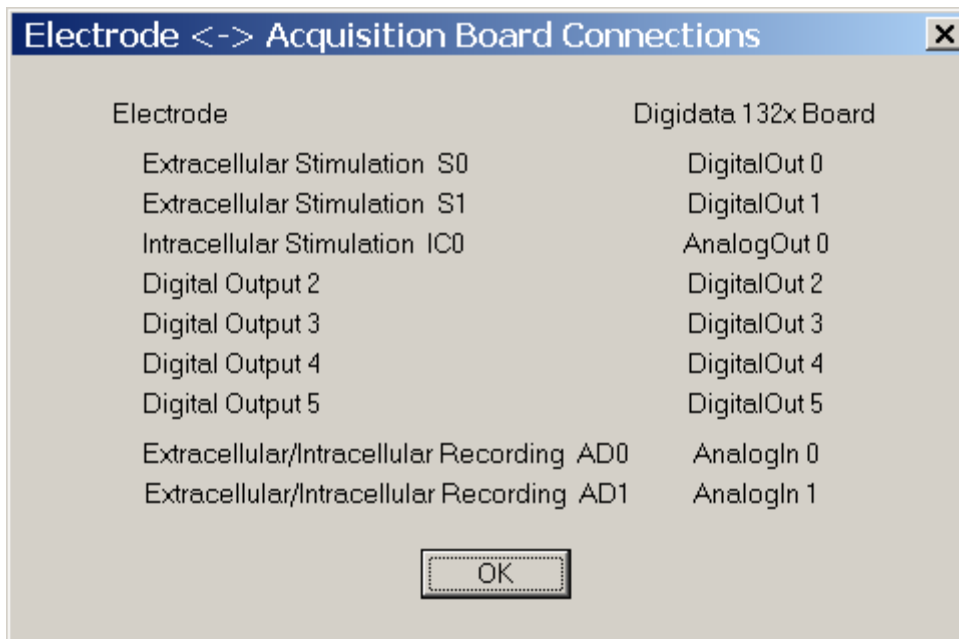 Electrode <-> Acquisition Board Connections
Electrode Digidata 132x Board
Extracellular Stimulation S0 DigitalOut 0
Extracellular Stimulation S1 DigitalOut 1
Intracellular Stimulation IC0 AnalogOut 0
Digital Output 2 DigitalOut 2
Digital Output 3 DigitalOut 3
Digital Output 4 DigitalOut 4
Digital Output 5 DigitalOut 5
Extracellular/Intracellular Recording AD0 AnalogIn 0
Extracellular/Intracellular Recording AD1 AnalogIn 1
OK